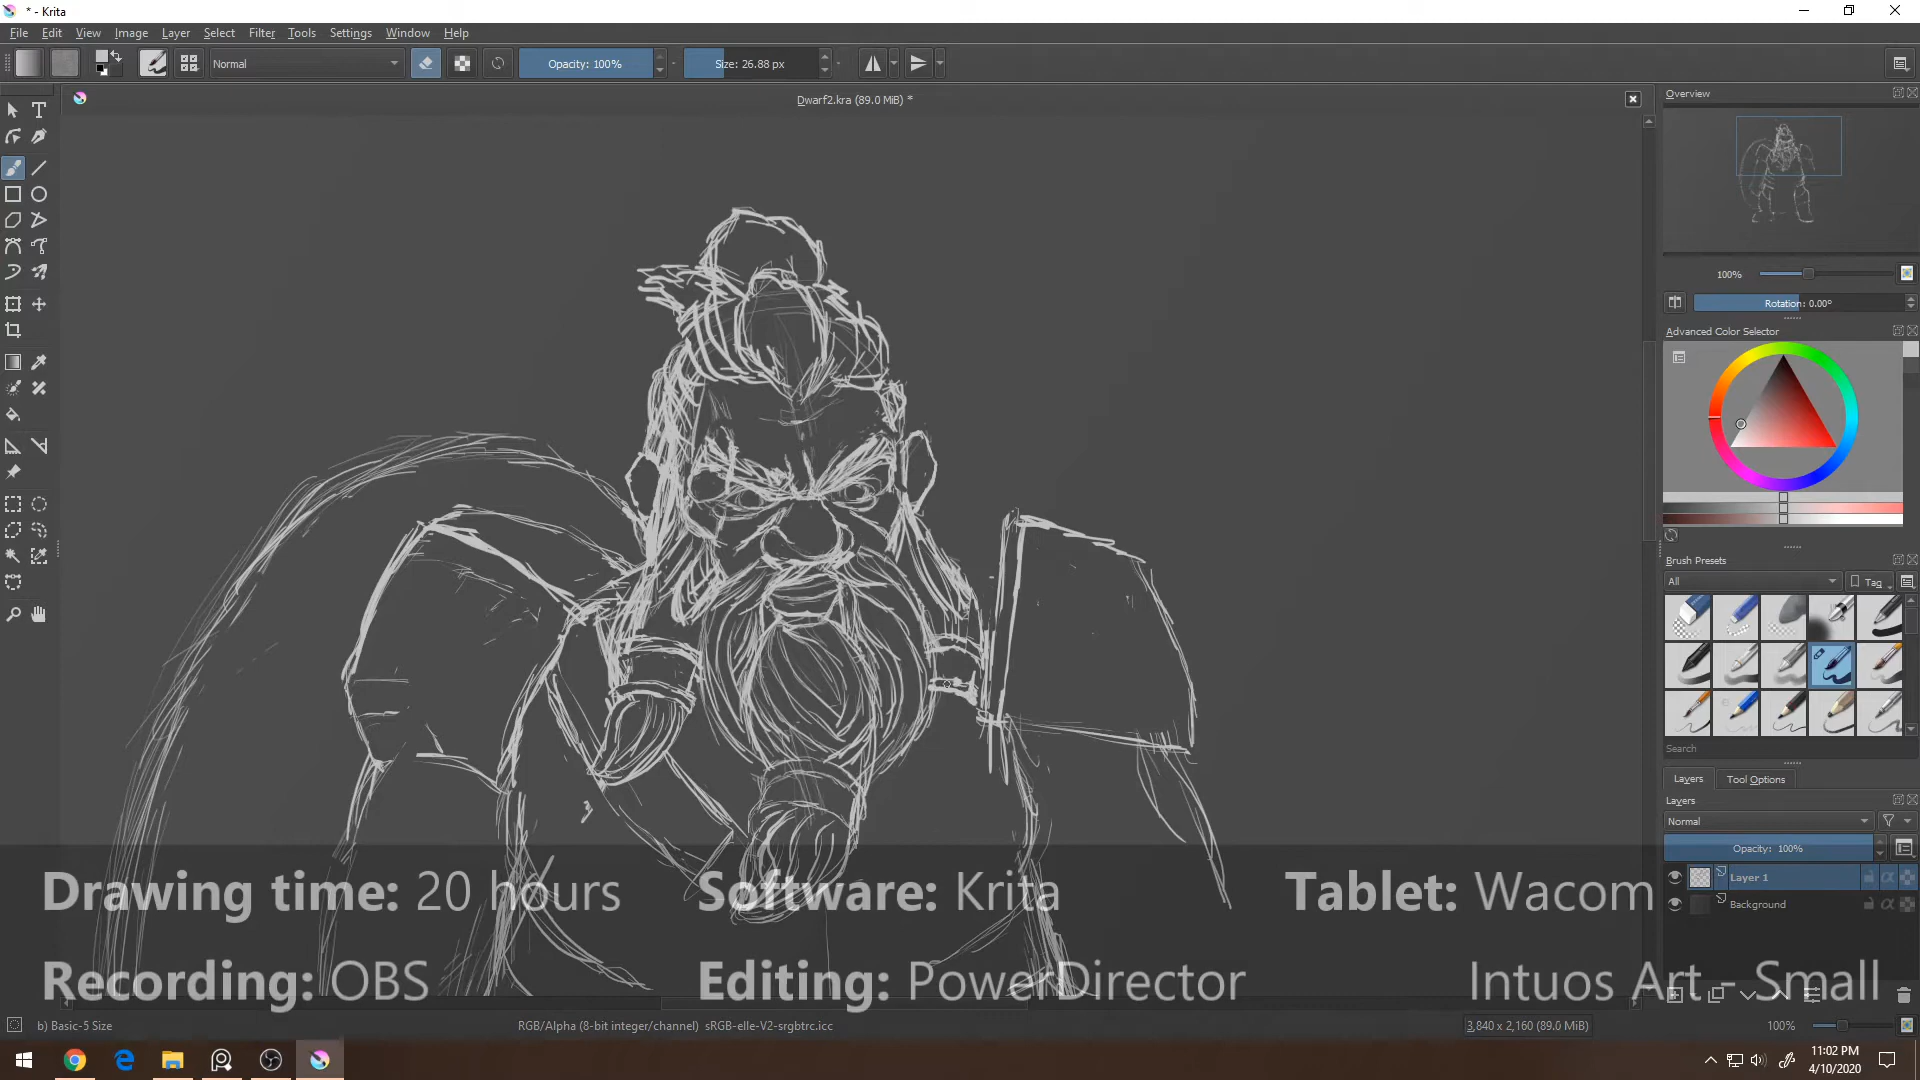 * - Krita
File Edit View Image Layer Select Filter Tools Settings Window Help
Normal Opacity: 100% Size: 26.88 px
Dwarf2.kra (89.0 MiB) *
Overview
100%
Rotation: 0.00°
Advanced Color Selector
Brush Presets
All Tag
Search
Layers Tool Options
Layers
Normal
Opacity: 100%
Layer 1
Background
Drawing time: 20 hours Software: Krita Tablet: Wacom
Recording: OBS Editing: PowerDirector Intuos Art - Small
b) Basic-5 Size RGB/Alpha (8-bit integer/channel) sRGB-elle-V2-srgbtrc.icc 3,840 x 2,160 (89.0 MiB) 100%
11:02 PM
4/10/2020